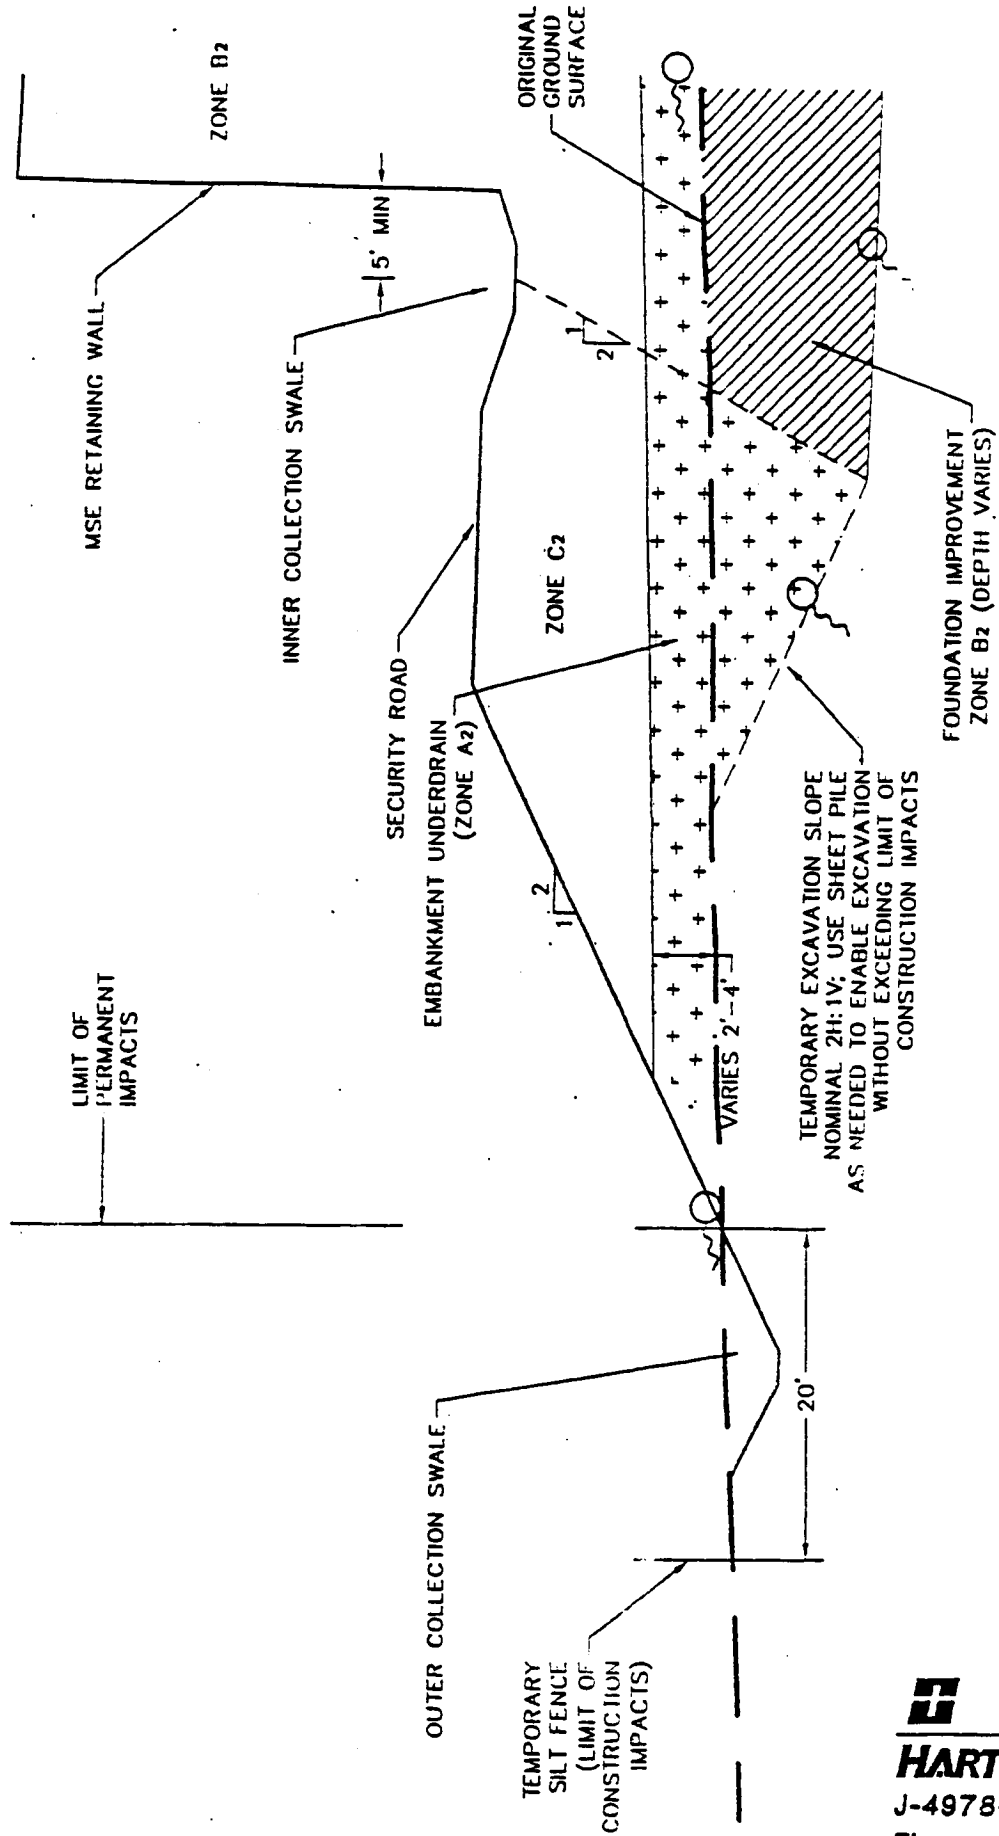 LIMIT OF
PERMANENT
IMPACTS
MSE RETAINING WALL
ZONE B2
5' MIN
INNER COLLECTION SWALE
SECURITY ROAD
EMBANKMENT UNDERDRAIN
(ZONE A2)
ZONE C2
ORIGINAL
GROUND
SURFACE
1
2
2
1
OUTER COLLECTION SWALE
TEMPORARY
SILT FENCE
(LIMIT OF
CONSTRUCTION
IMPACTS)
20'
VARIES 2'-4'
TEMPORARY EXCAVATION SLOPE
NOMINAL 2H:1V; USE SHEET PILE
AS NEEDED TO ENABLE EXCAVATION
WITHOUT EXCEEDING LIMIT OF
CONSTRUCTION IMPACTS
FOUNDATION IMPROVEMENT
ZONE B2 (DEPTH VARIES)
HART
J-4978-